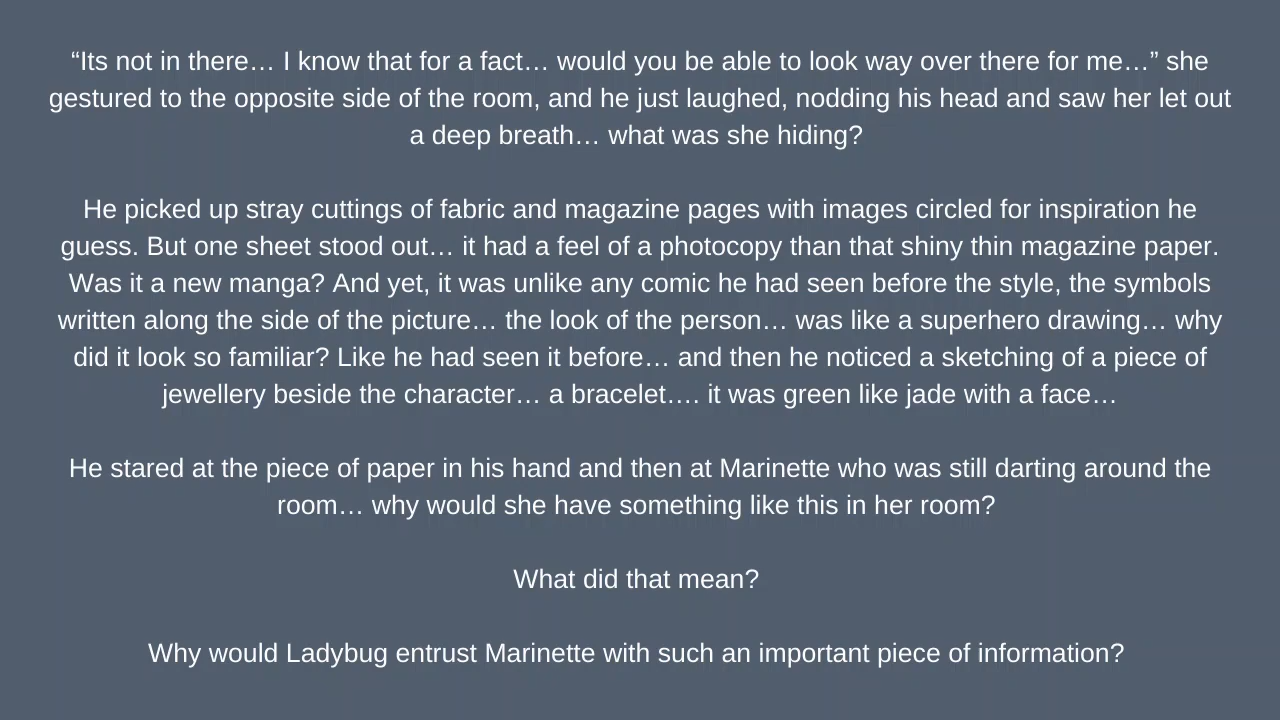 “Its not in there… I know that for a fact… would you be able to look way over there for me…” she
gestured to the opposite side of the room, and he just laughed, nodding his head and saw her let out
a deep breath… what was she hiding?
He picked up stray cuttings of fabric and magazine pages with images circled for inspiration he
guess. But one sheet stood out… it had a feel of a photocopy than that shiny thin magazine paper.
Was it a new manga? And yet, it was unlike any comic he had seen before the style, the symbols
written along the side of the picture… the look of the person… was like a superhero drawing… why
did it look so familiar? Like he had seen it before… and then he noticed a sketching of a piece of
jewellery beside the character… a bracelet…. it was green like jade with a face…
He stared at the piece of paper in his hand and then at Marinette who was still darting around the
room… why would she have something like this in her room?
What did that mean?
Why would Ladybug entrust Marinette with such an important piece of information?